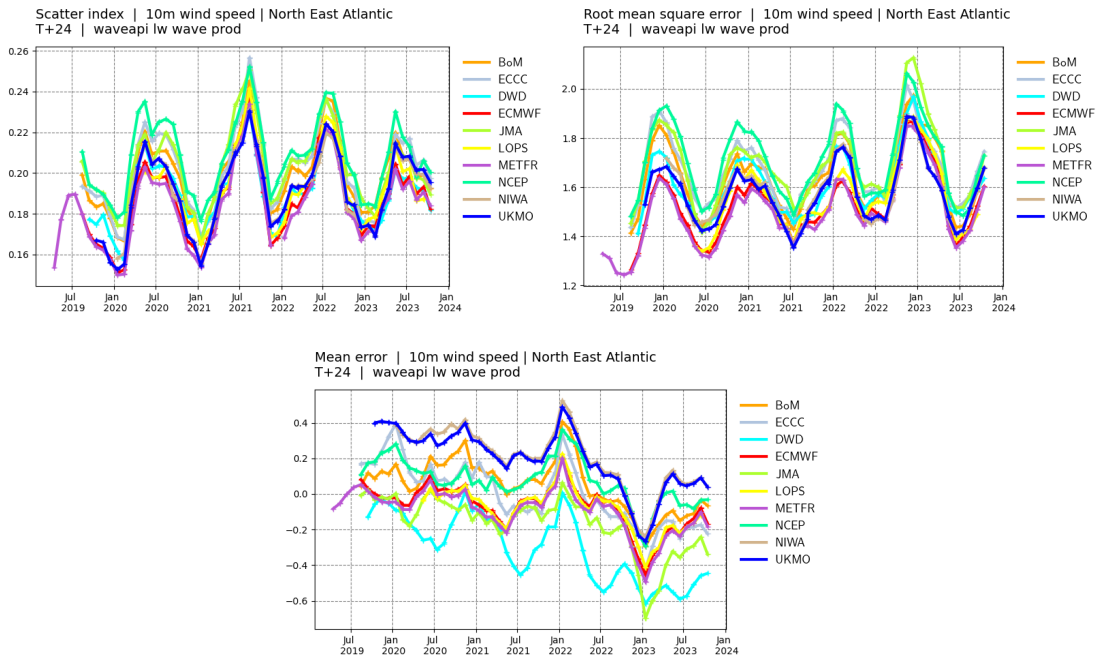 Scatter index | 10m wind speed | North East Atlantic
T+24 | waveapi lw wave prod
0.26
0.24
0.22
0.20
0.18
0.16
Jul
2019
Jan
2020
Jul
2020
Jan
2021
Jul
2021
Jan
2022
Jul
2022
Jan
2023
Jul
2023
Jan
2024
BoM
ECCC
DWD
ECMWF
JMA
LOPS
METFR
NCEP
NIWA
UKMO
Root mean square error | 10m wind speed | North East Atlantic
T+24 | waveapi lw wave prod
2.0
1.8
1.6
1.4
1.2
Jul
2019
Jan
2020
Jul
2020
Jan
2021
Jul
2021
Jan
2022
Jul
2022
Jan
2023
Jul
2023
Jan
2024
BoM
ECCC
DWD
ECMWF
JMA
LOPS
METFR
NCEP
NIWA
UKMO
Mean error | 10m wind speed | North East Atlantic
T+24 | waveapi lw wave prod
0.4
0.2
0.0
−0.2
−0.4
−0.6
Jul
2019
Jan
2020
Jul
2020
Jan
2021
Jul
2021
Jan
2022
Jul
2022
Jan
2023
Jul
2023
Jan
2024
BoM
ECCC
DWD
ECMWF
JMA
LOPS
METFR
NCEP
NIWA
UKMO